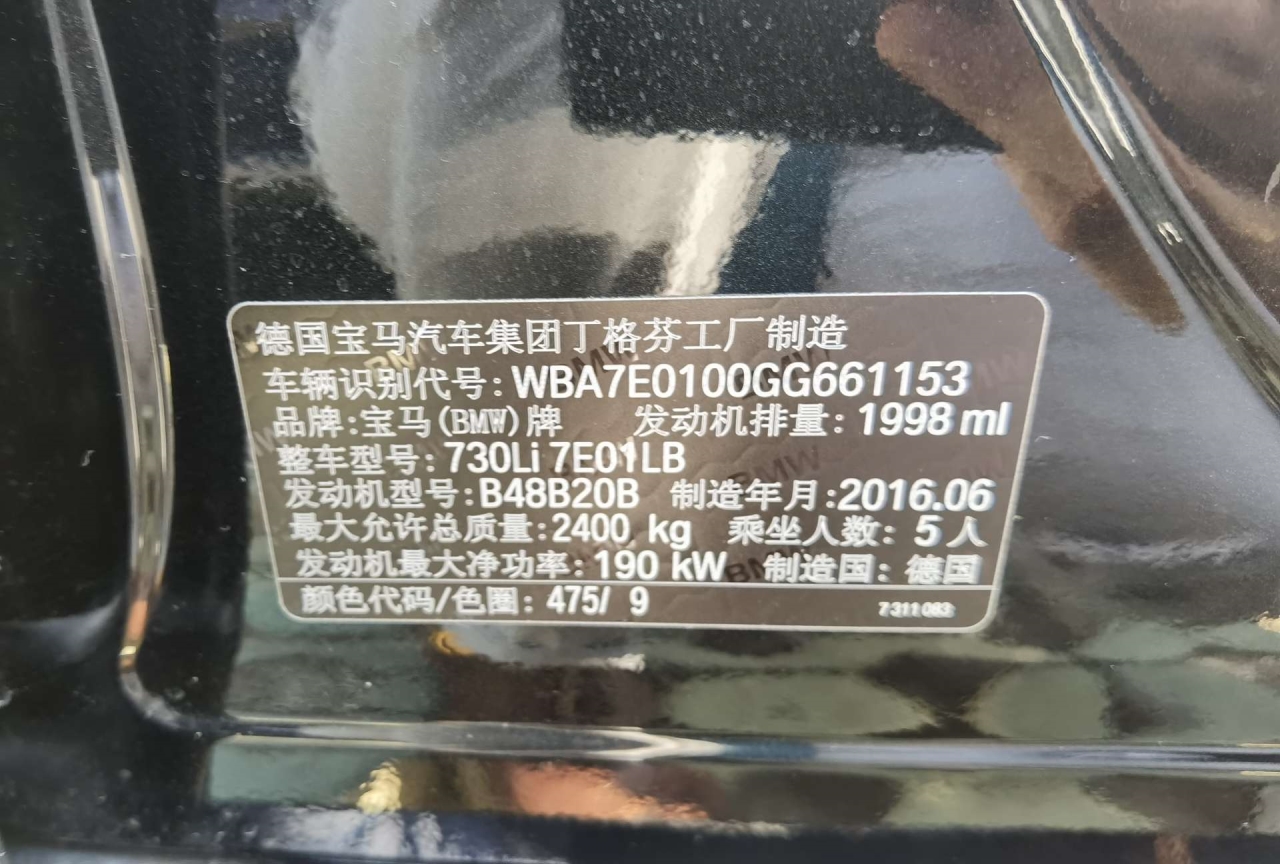 德国宝马汽车集团丁格芬工厂制造
车辆识别代号: WBA7E0100GG661153
品牌:宝马(BMW)牌 发动机排量: 1998 ml
整车型号: 730Li 7E01LB
发动机型号: B48B20B 制造年月:2016.06
最大允许总质量:2400 kg 乘坐人数: 5人
发动机最大净功率: 190 kW 制造国: 德国
颜色代码/色圈: 475/ 9 7 311 083